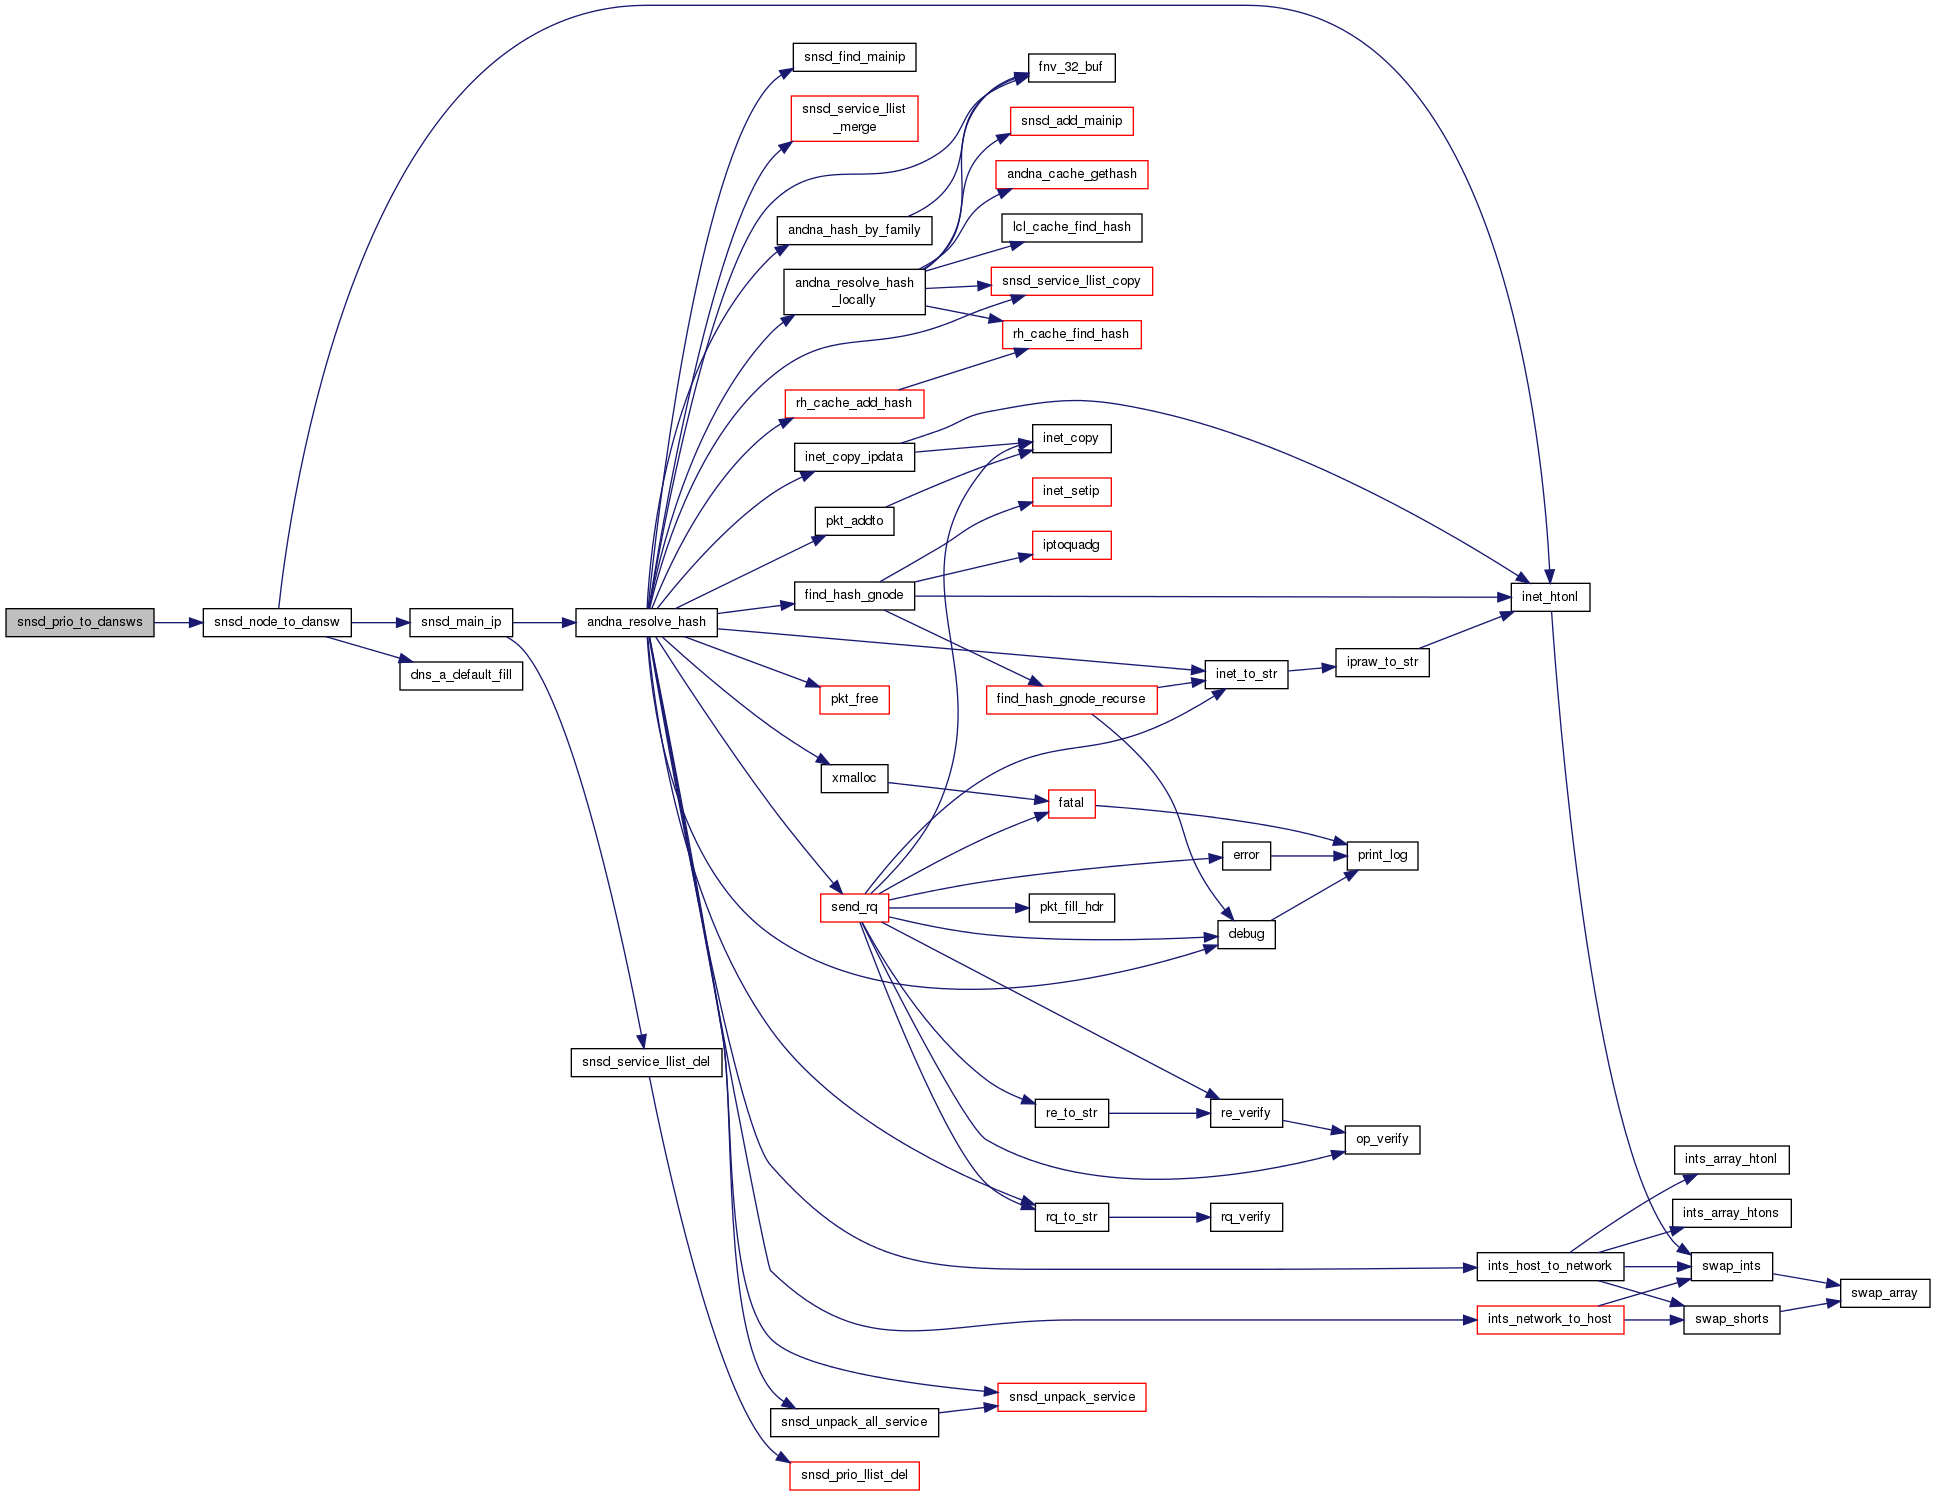 snsd_find_mainip
fnv_32_buf
snsd_service_llist
_merge
snsd_add_mainip
andna_cache_gethash
andna_hash_by_family
lcl_cache_find_hash
andna_resolve_hash
_locally
snsd_service_llist_copy
rh_cache_find_hash
rh_cache_add_hash
inet_copy
inet_copy_ipdata
inet_setip
pkt_addto
iptoquadg
find_hash_gnode
inet_htonl
snsd_prio_to_dansws
snsd_node_to_dansw
snsd_main_ip
andna_resolve_hash
dns_a_default_fill
inet_to_str
ipraw_to_str
pkt_free
find_hash_gnode_recurse
xmalloc
fatal
error
print_log
send_rq
pkt_fill_hdr
debug
snsd_service_llist_del
re_to_str
re_verify
op_verify
ints_array_htonl
rq_to_str
rq_verify
ints_array_htons
ints_host_to_network
swap_ints
swap_array
ints_network_to_host
swap_shorts
snsd_unpack_service
snsd_unpack_all_service
snsd_prio_llist_del